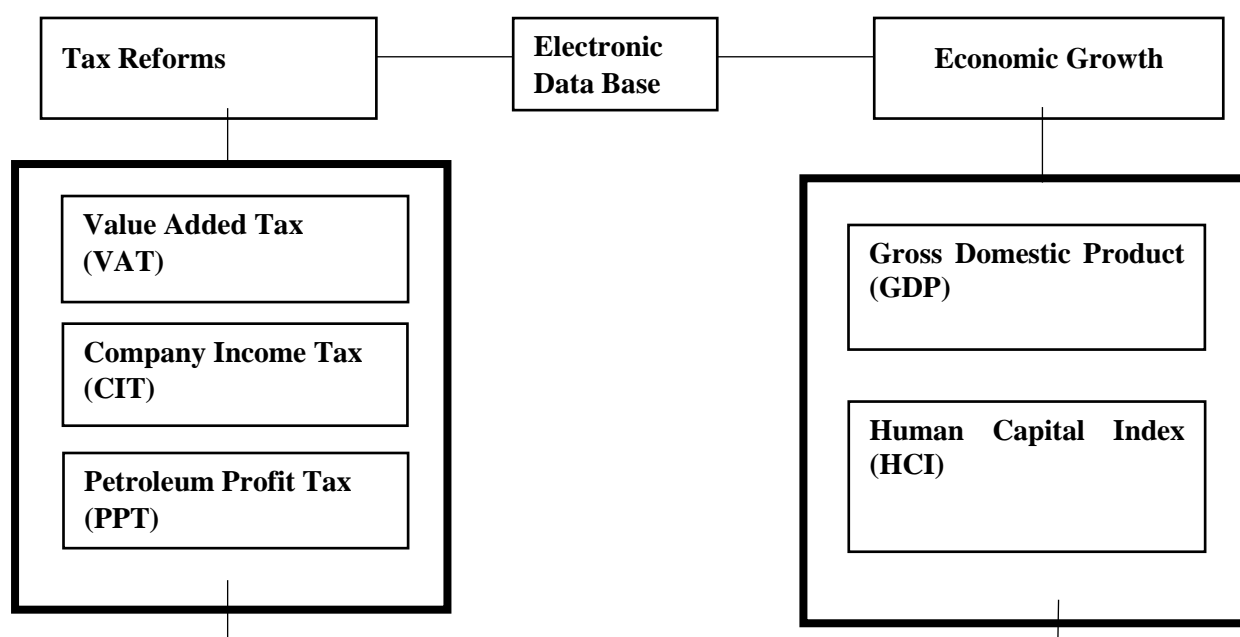 Tax Reforms
Electronic
Data Base
Economic Growth
Value Added Tax
(VAT)
Company Income Tax
(CIT)
Petroleum Profit Tax
(PPT)
Gross Domestic Product
(GDP)
Human Capital Index
(HCI)